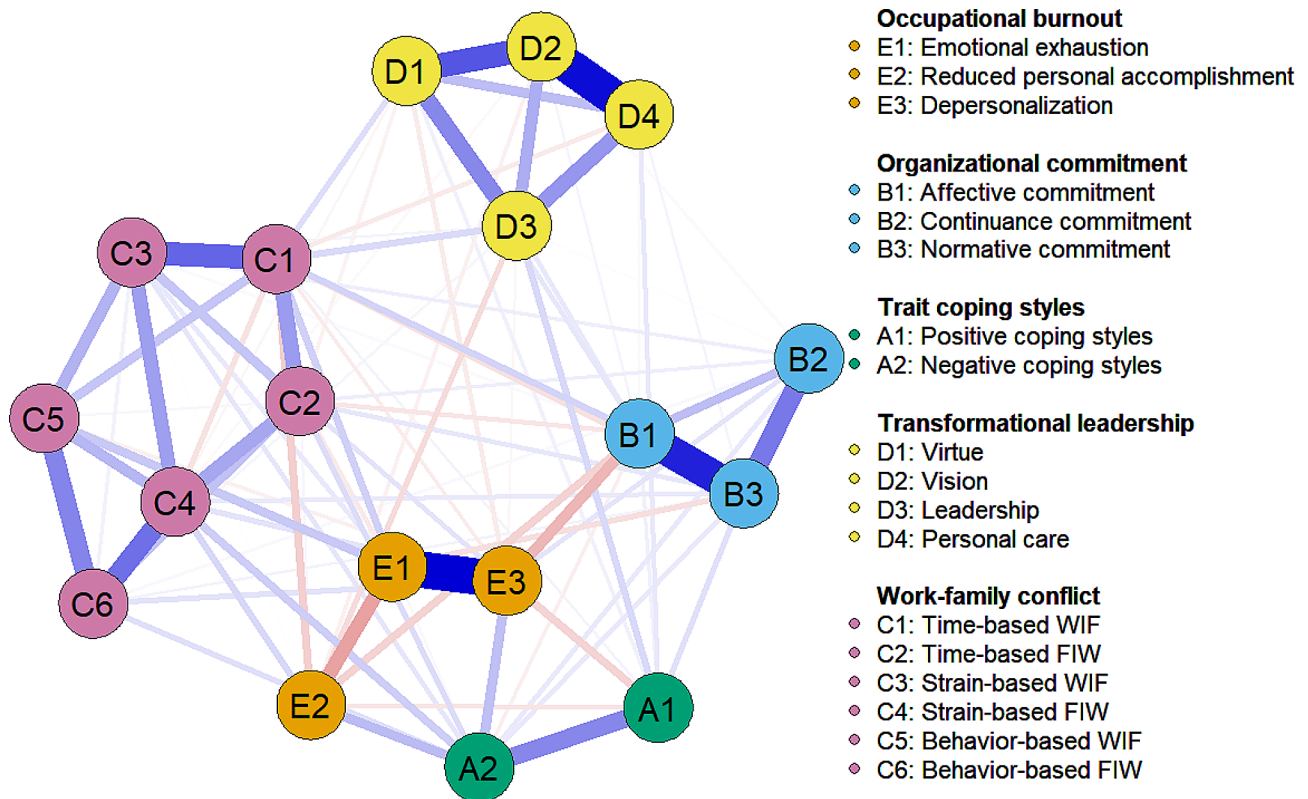 D1
D2
D4
D3
C3
C1
C2
C5
C4
C6
B2
B1
B3
E1
E3
E2
A1
A2
Occupational burnout
E1: Emotional exhaustion
E2: Reduced personal accomplishment
E3: Depersonalization
Organizational commitment
B1: Affective commitment
B2: Continuance commitment
B3: Normative commitment
Trait coping styles
A1: Positive coping styles
A2: Negative coping styles
Transformational leadership
D1: Virtue
D2: Vision
D3: Leadership
D4: Personal care
Work-family conflict
C1: Time-based WIF
C2: Time-based FIW
C3: Strain-based WIF
C4: Strain-based FIW
C5: Behavior-based WIF
C6: Behavior-based FIW